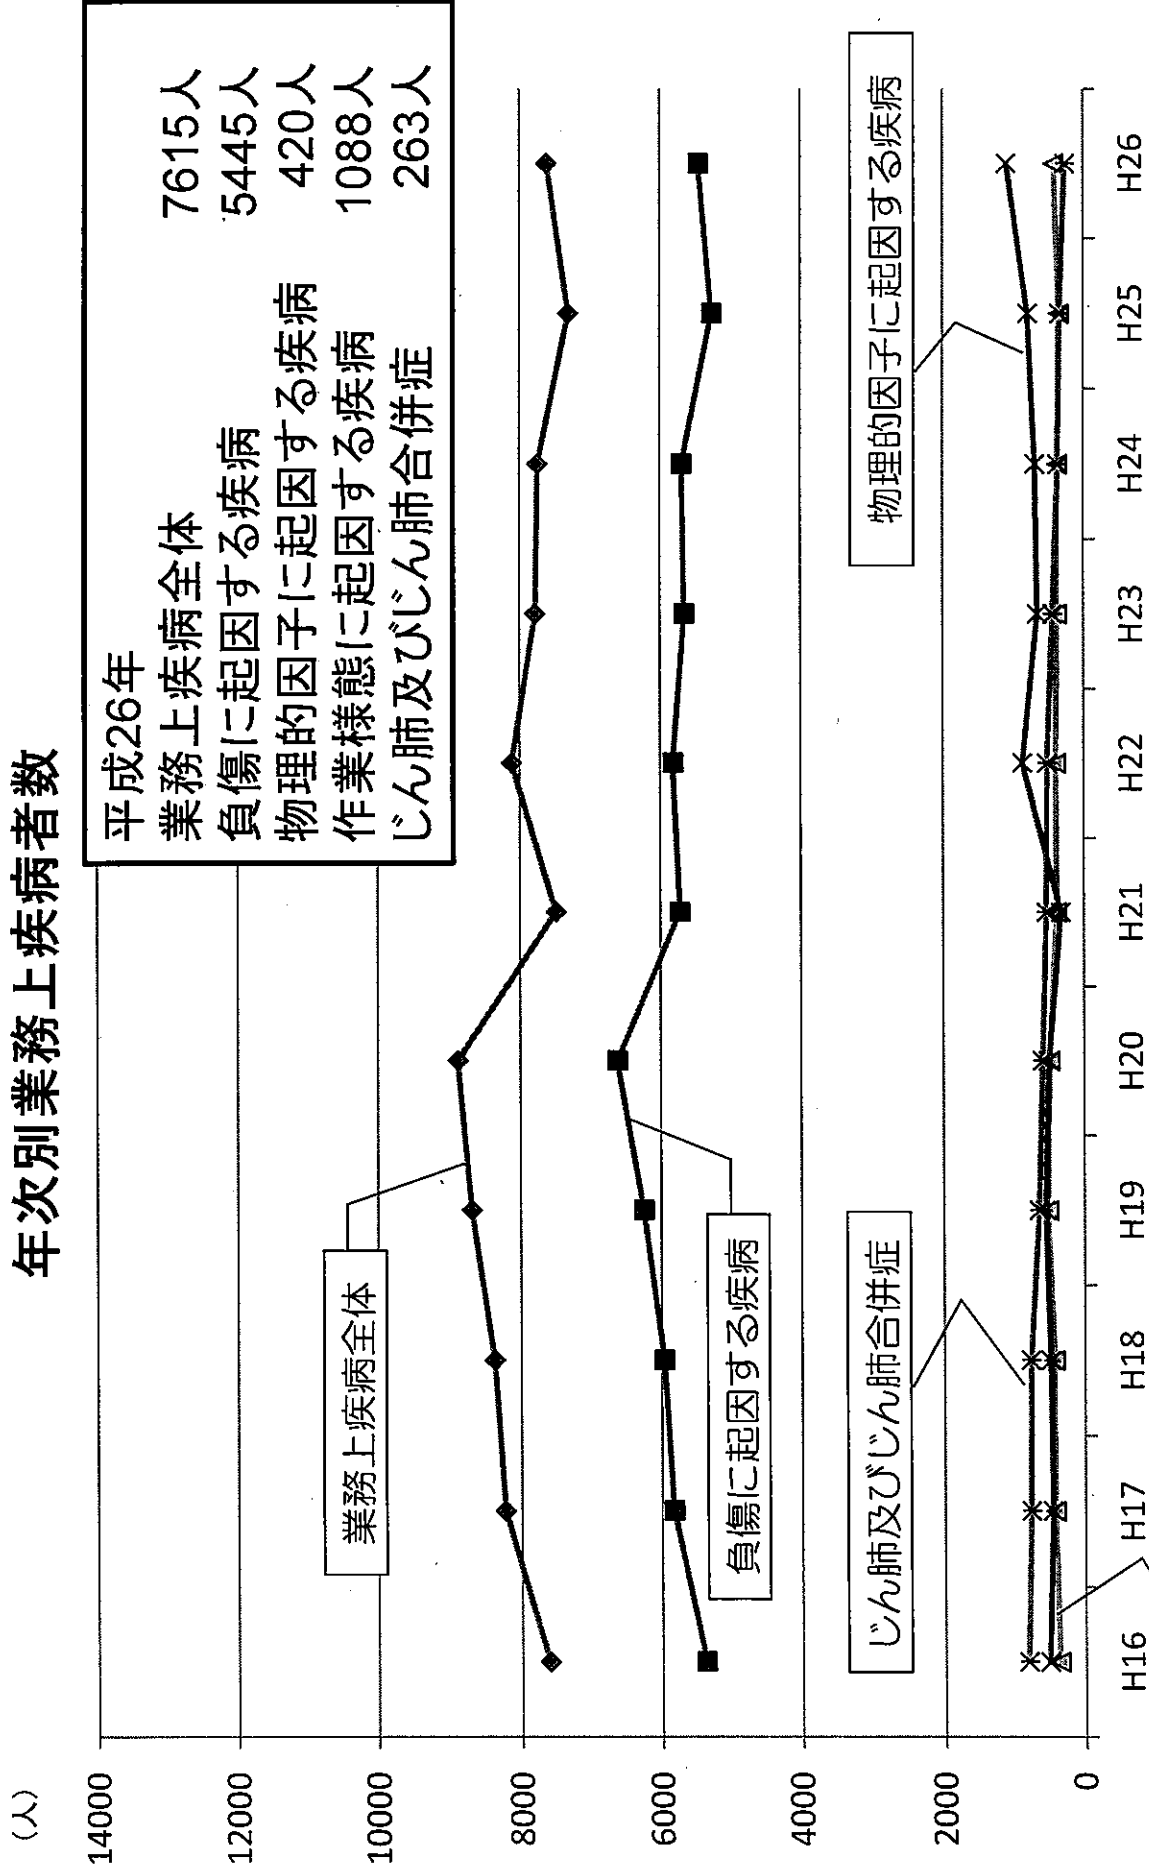 年次別業務上疾病者数
(人)
平成26年
業務上疾病全体 7615人
負傷に起因する疾病 5445人
物理的因子に起因する疾病 420人
作業様態に起因する疾病 1088人
じん肺及びじん肺合併症 263人
14000
12000
10000
8000
6000
4000
2000
0
業務上疾病全体
負傷に起因する疾病
じん肺及びじん肺合併症
物理的因子に起因する疾病
H16 H17 H18 H19 H20 H21 H22 H23 H24 H25 H26